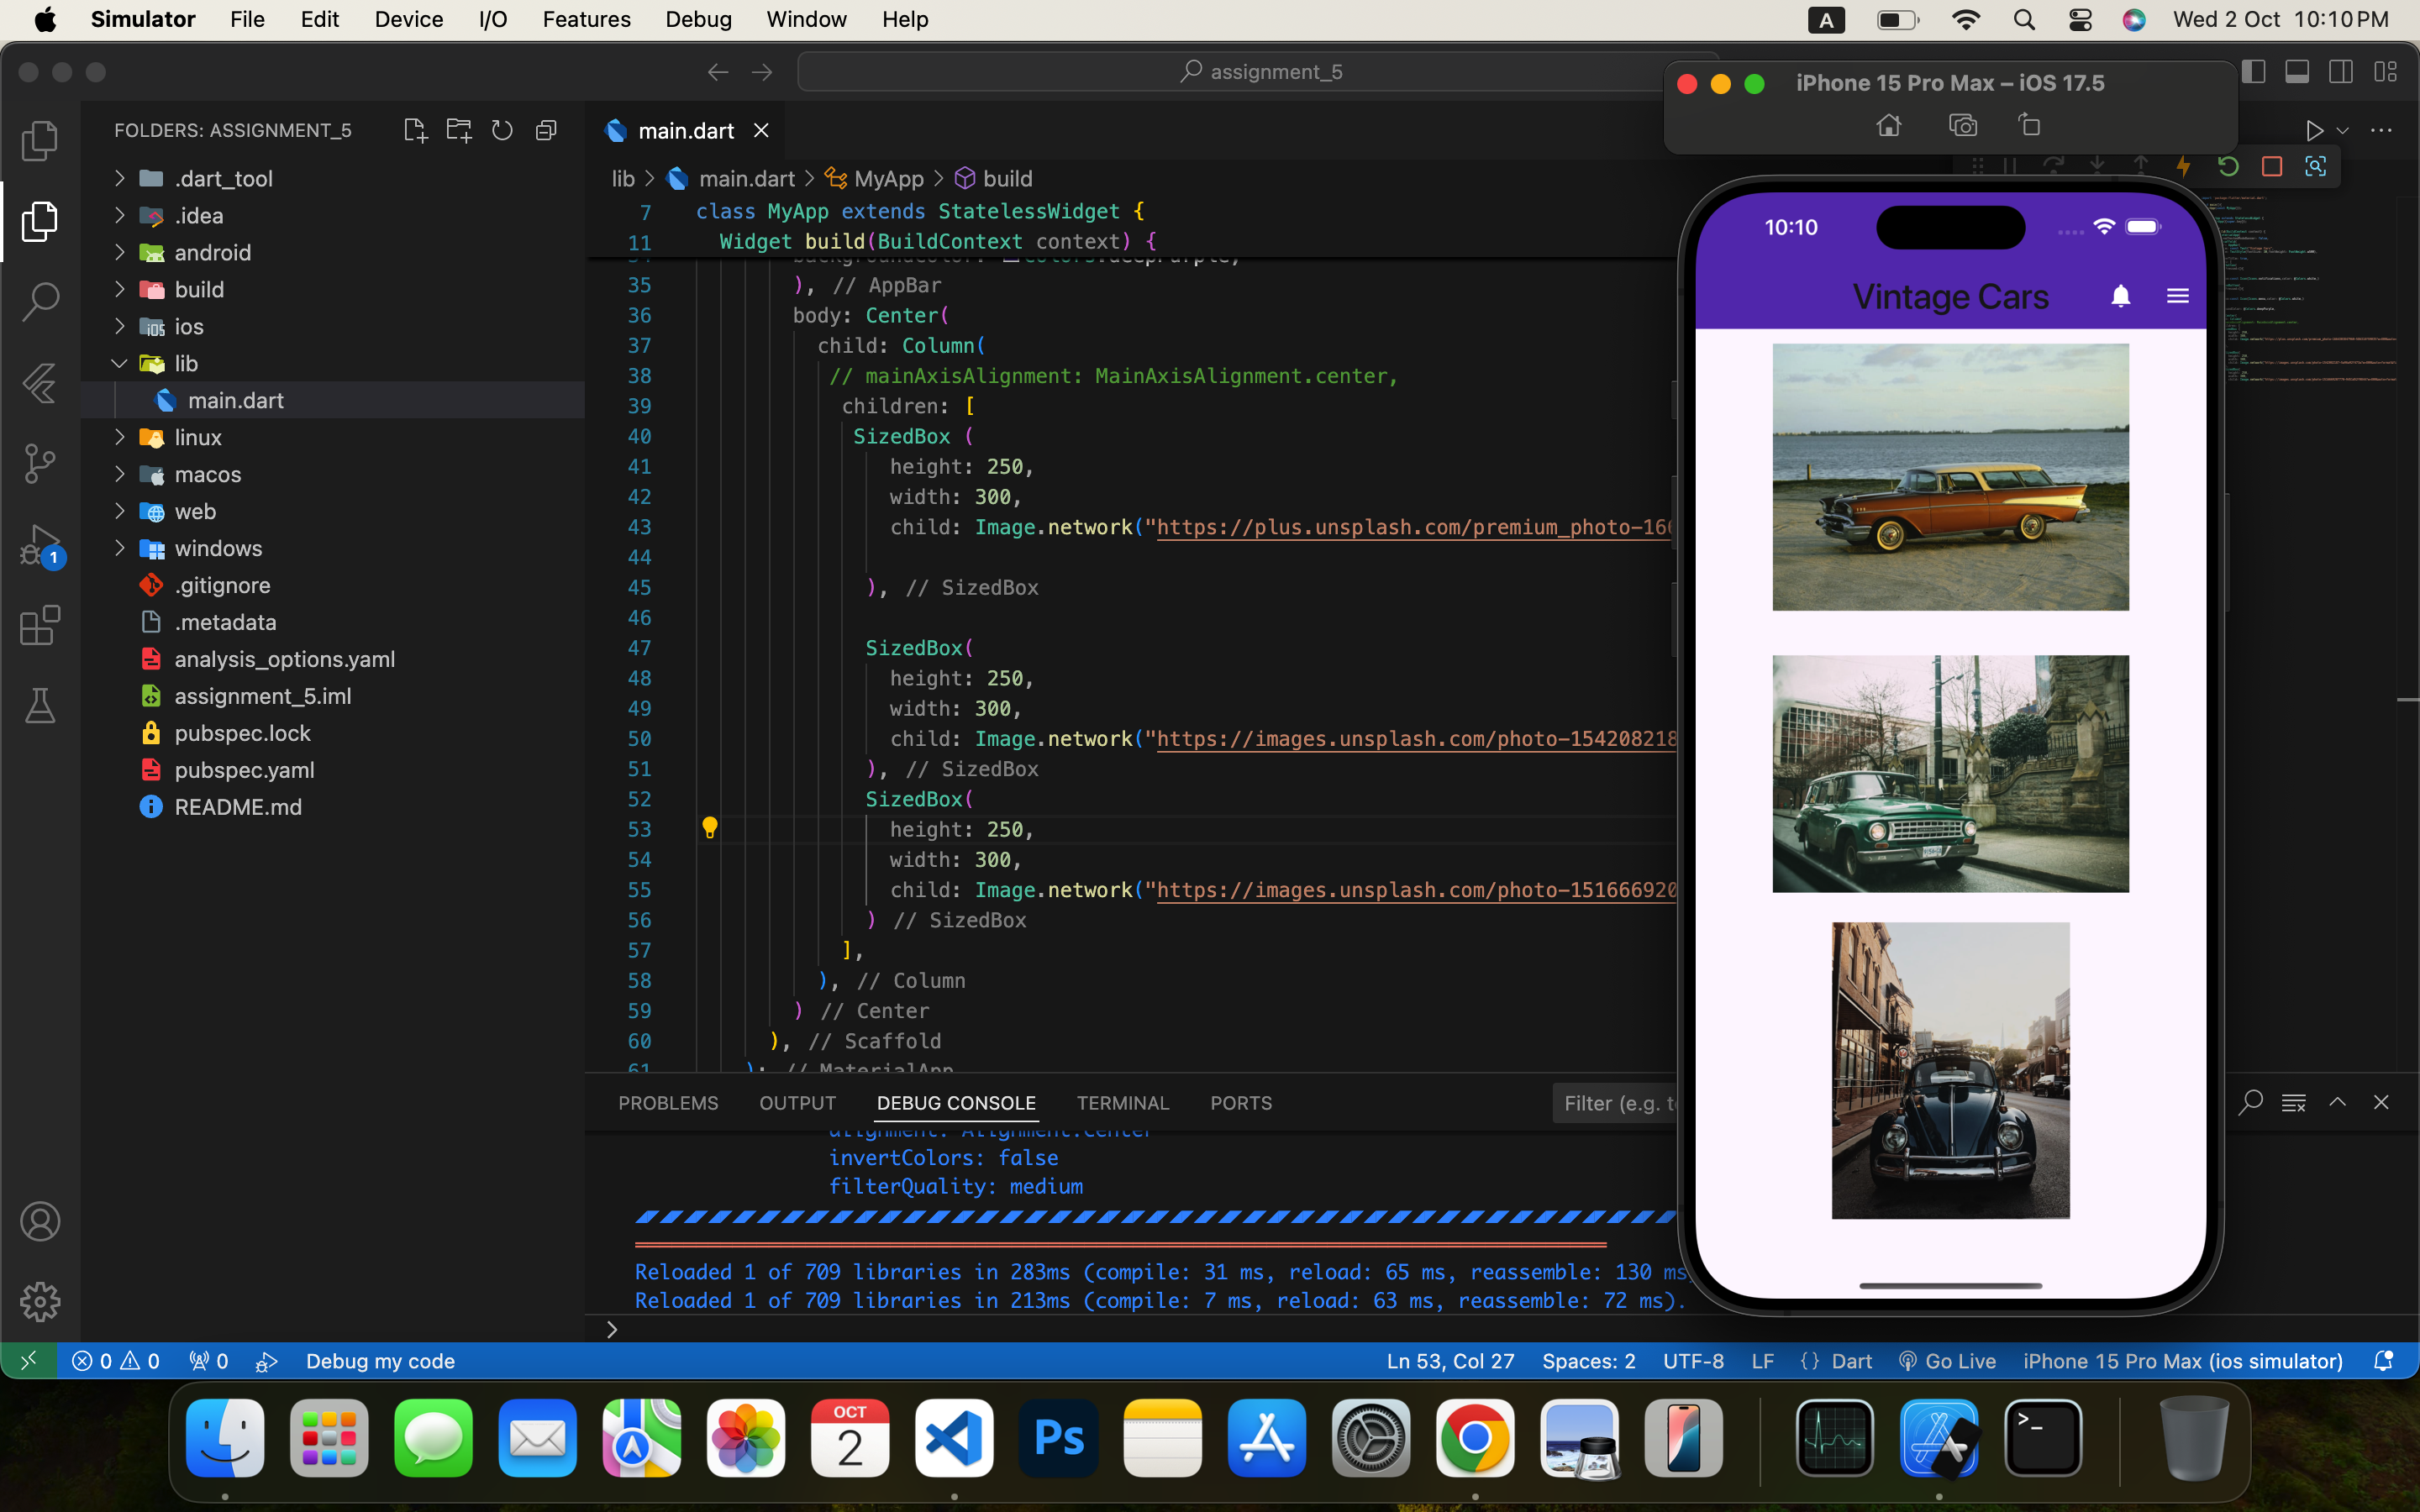 Simulator File Edit Device I/O Features Debug Window Help A Wed 2 Oct 10:10 PM
assignment_5
iPhone 15 Pro Max – iOS 17.5
FOLDERS: ASSIGNMENT_5
.dart_tool
.idea
android
build
ios
lib
main.dart
linux
macos
web
windows
.gitignore
.metadata
analysis_options.yaml
assignment_5.iml
pubspec.lock
pubspec.yaml
README.md
1
main.dart
lib > main.dart > MyApp > build
7 class MyApp extends StatelessWidget {
11 Widget build(BuildContext context) {
35 ), // AppBar
36 body: Center(
37 child: Column(
38 // mainAxisAlignment: MainAxisAlignment.center,
39 children: [
40 SizedBox (
41 height: 250,
42 width: 300,
43 child: Image.network("https://plus.unsplash.com/premium_photo-166
44
45 ), // SizedBox
46
47 SizedBox(
48 height: 250,
49 width: 300,
50 child: Image.network("https://images.unsplash.com/photo-154208218
51 ), // SizedBox
52 SizedBox(
53 height: 250,
54 width: 300,
55 child: Image.network("https://images.unsplash.com/photo-151666920
56 ) // SizedBox
57 ],
58 ), // Column
59 ) // Center
60 ), // Scaffold
61 ); // MaterialApp
10:10
Vintage Cars
PROBLEMS OUTPUT DEBUG CONSOLE TERMINAL PORTS Filter (e.g. t
alignment: Alignment.center
invertColors: false
filterQuality: medium
Reloaded 1 of 709 libraries in 283ms (compile: 31 ms, reload: 65 ms, reassemble: 130 ms
Reloaded 1 of 709 libraries in 213ms (compile: 7 ms, reload: 63 ms, reassemble: 72 ms).
>
0 0 0 Debug my code Ln 53, Col 27 Spaces: 2 UTF-8 LF {} Dart Go Live iPhone 15 Pro Max (ios simulator)
OCT
2
Ps
>_